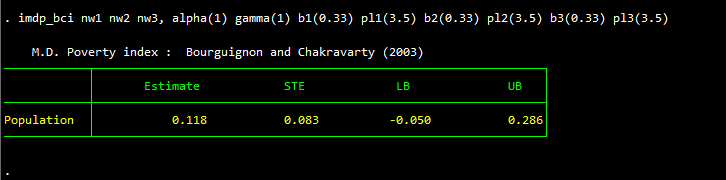 . imdp_bci nw1 nw2 nw3, alpha(1) gamma(1) b1(0.33) pl1(3.5) b2(0.33) pl2(3.5) b3(0.33) pl3(3.5)
M.D. Poverty index : Bourguignon and Chakravarty (2003)
Estimate STE LB UB
Population 0.118 0.083 -0.050 0.286
.